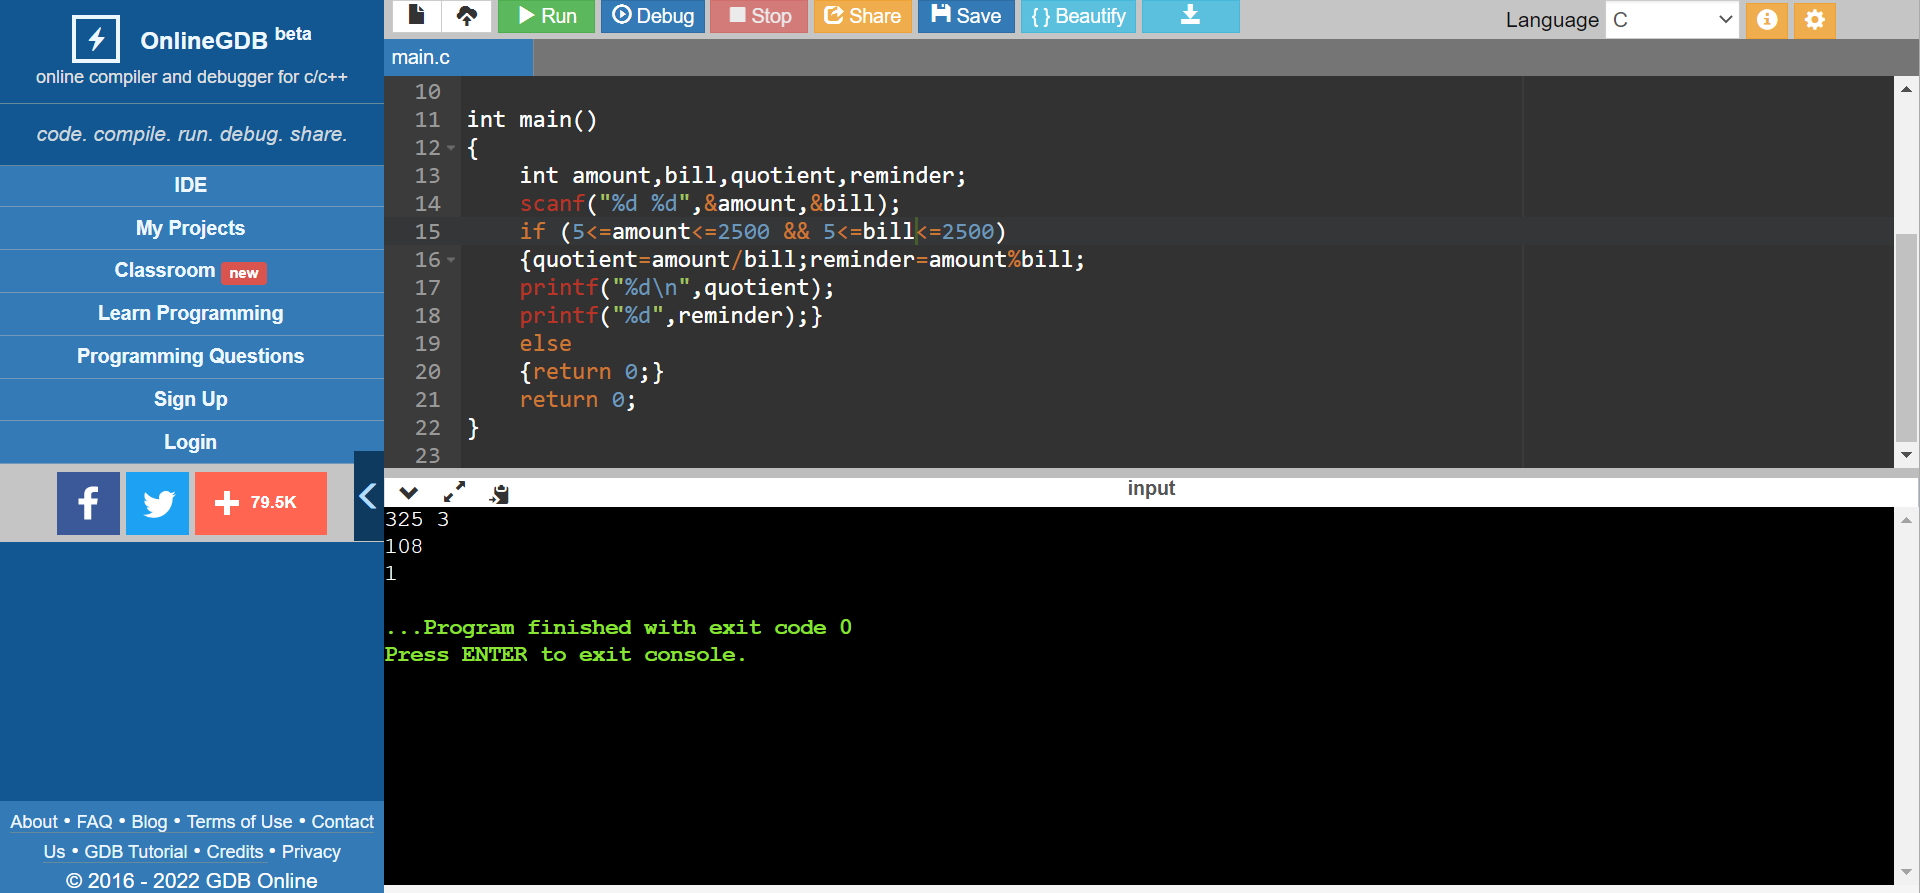 OnlineGDB beta
online compiler and debugger for c/c++
code. compile. run. debug. share.
IDE
My Projects
Classroom new
Learn Programming
Programming Questions
Sign Up
Login
79.5K
About • FAQ • Blog • Terms of Use • Contact
Us • GDB Tutorial • Credits • Privacy
© 2016 - 2022 GDB Online
Run Debug Stop Share Save { } Beautify
Language C
main.c
10
11 int main()
12 {
13     int amount,bill,quotient,reminder;
14     scanf("%d %d",&amount,&bill);
15     if (5<=amount<=2500 && 5<=bill<=2500)
16     {quotient=amount/bill;reminder=amount%bill;
17     printf("%d\n",quotient);
18     printf("%d",reminder);}
19     else
20     {return 0;}
21     return 0;
22 }
23
input
325 3
108
1
...Program finished with exit code 0
Press ENTER to exit console.